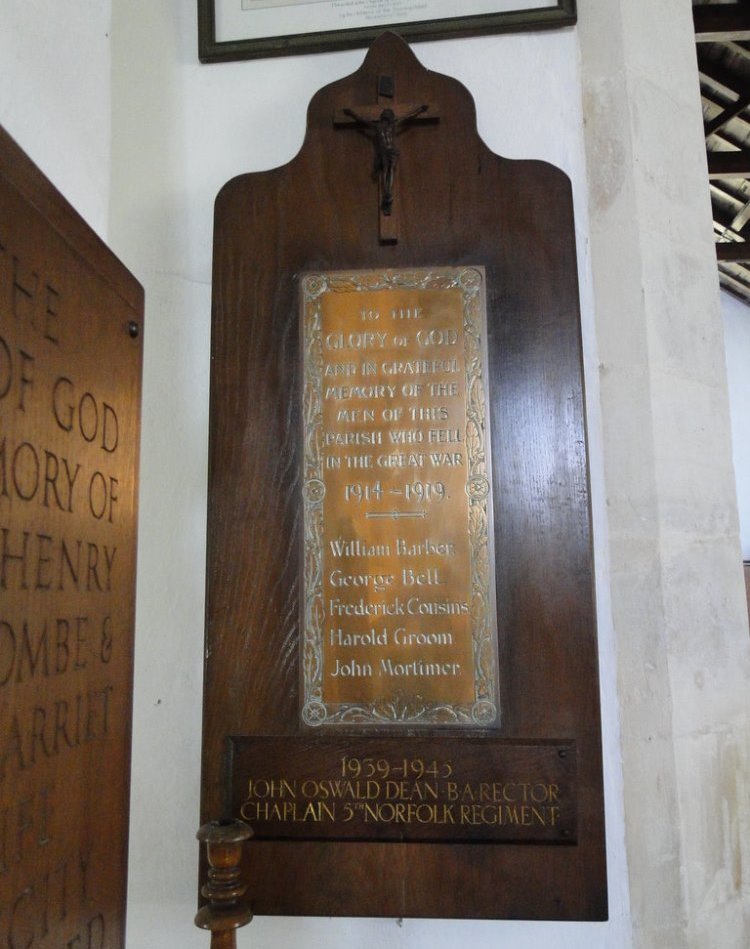 TO THE
GLORY OF GOD
AND IN GRATEFUL
MEMORY OF THE
MEN OF THIS
PARISH WHO FELL
IN THE GREAT WAR
1914–1919.
William Barber.
George Bell.
Frederick Cousins
Harold Groom
John Mortimer.
1939–1945
JOHN OSWALD DEAN·B.A·RECTOR
CHAPLAIN 5TH NORFOLK REGIMENT
HE
OF GOD
MORY OF
HENRY
OMBE &
ARRIET